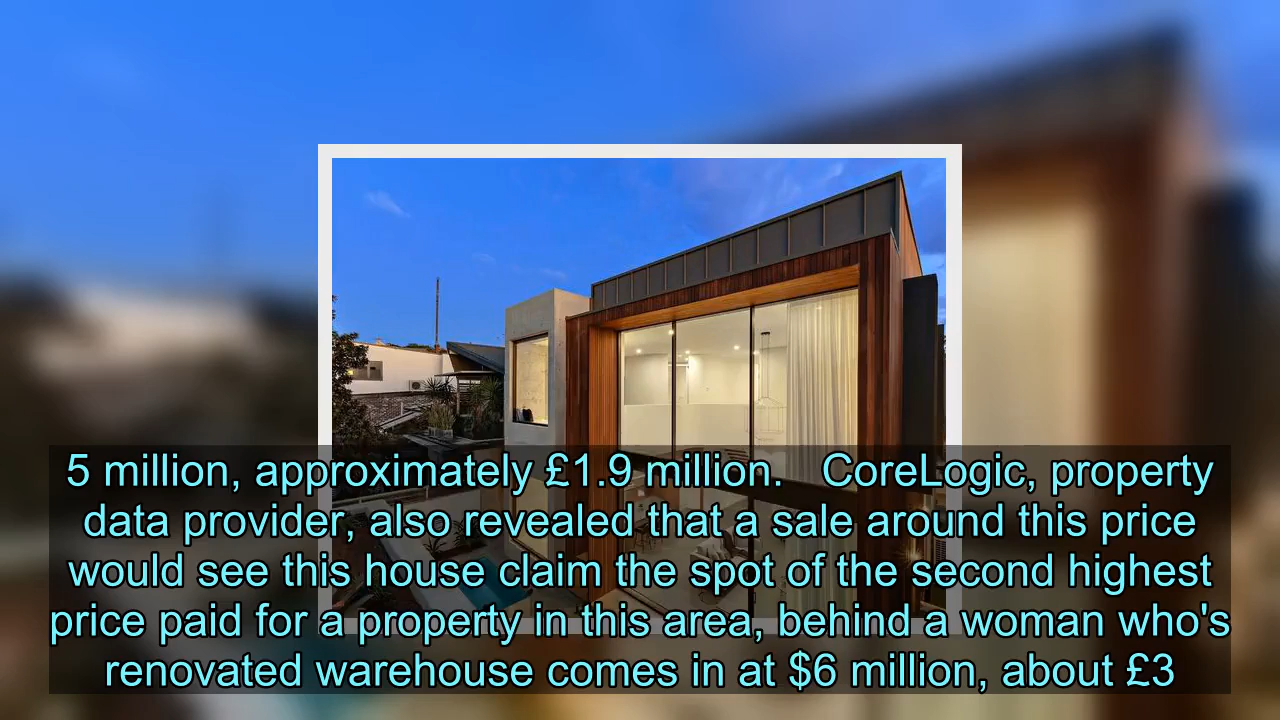 5 million, approximately £1.9 million.   CoreLogic, property
data provider, also revealed that a sale around this price
would see this house claim the spot of the second highest
price paid for a property in this area, behind a woman who's
renovated warehouse comes in at $6 million, about £3